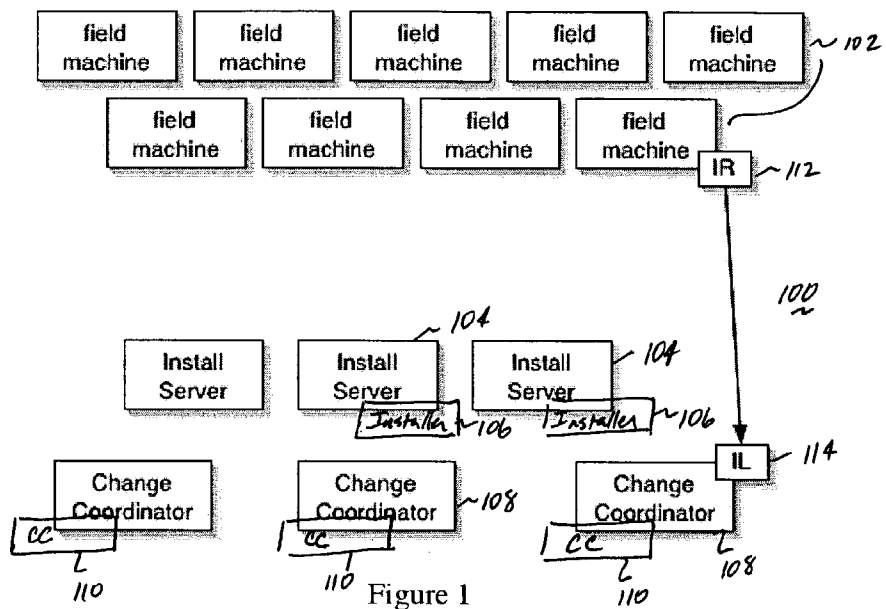 field machine
field machine
field machine
field machine
field machine
102
field machine
field machine
field machine
field machine
IR
112
100
104
Install Server
Install Server
Install Server
104
Installer
106
Installer
106
IL
114
Change Coordinator
Change Coordinator
108
Change Coordinator
CC
CC
CC
110
110
110
108
Figure 1